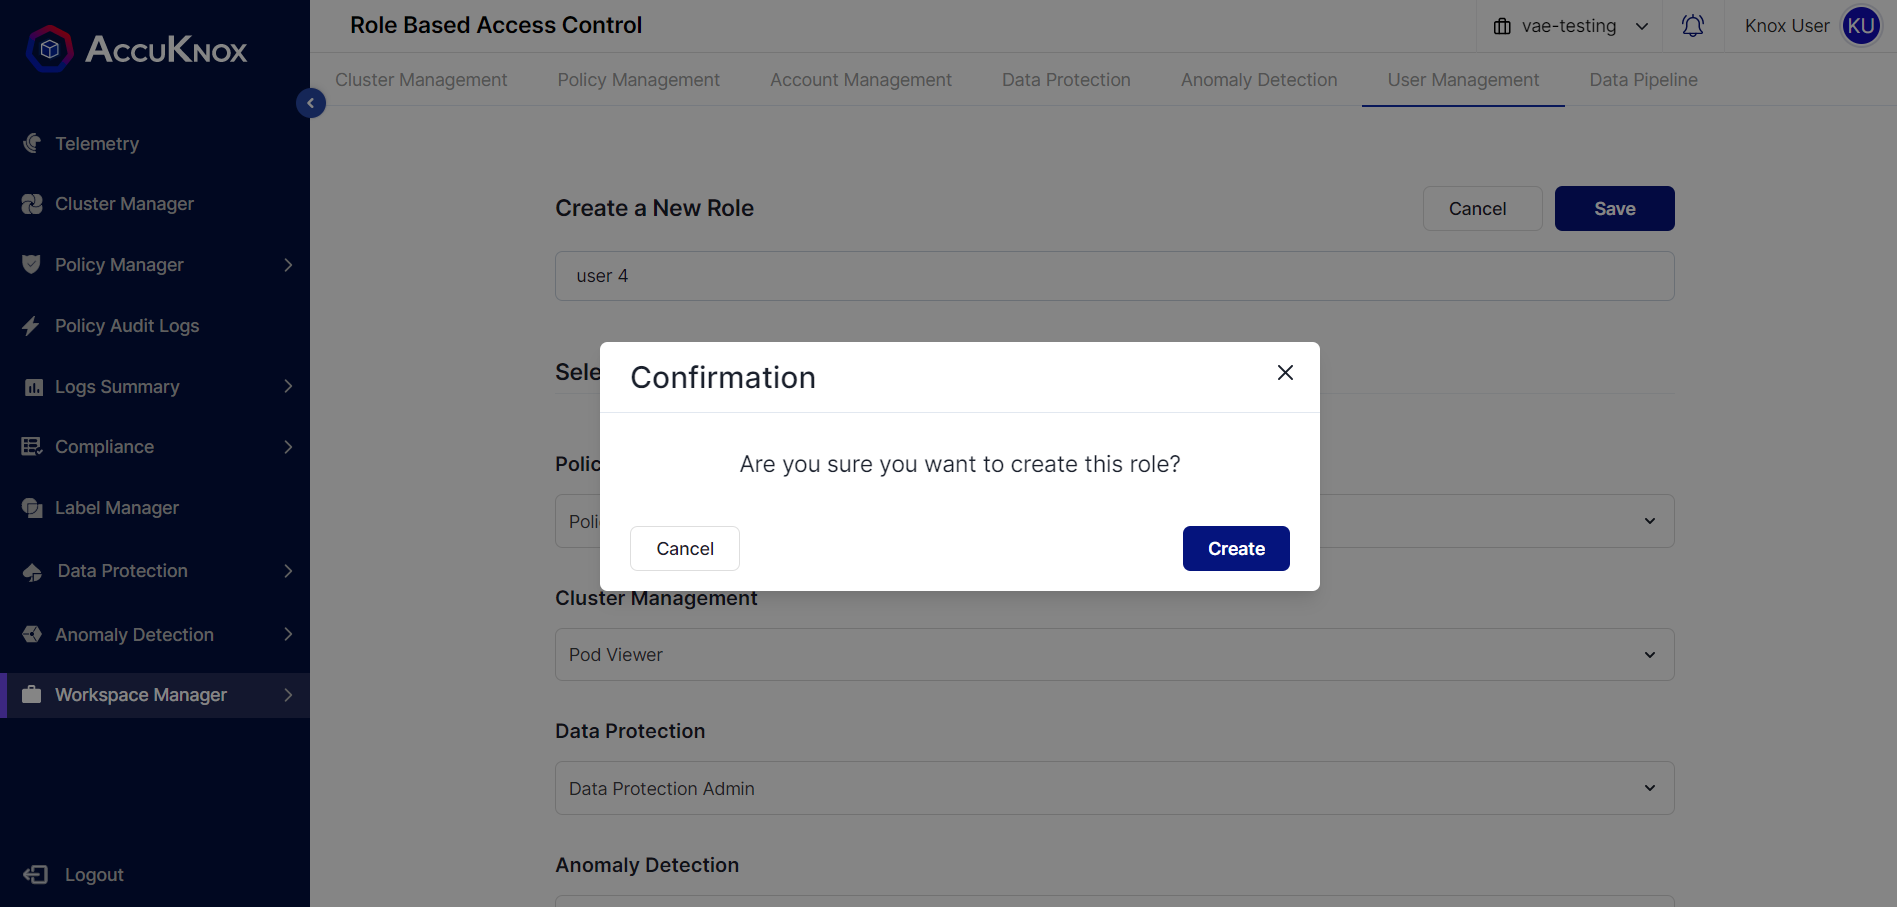 ACCUKNOX
Telemetry
Cluster Manager
Policy Manager
Policy Audit Logs
Logs Summary
Compliance
Label Manager
Data Protection
Anomaly Detection
Workspace Manager
Logout
Role Based Access Control
vae-testing
Knox User
KU
Cluster Management
Policy Management
Account Management
Data Protection
Anomaly Detection
User Management
Data Pipeline
Create a New Role
Cancel
Save
user 4
Confirmation
Are you sure you want to create this role?
Cancel
Create
Cluster Management
Pod Viewer
Data Protection
Data Protection Admin
Anomaly Detection